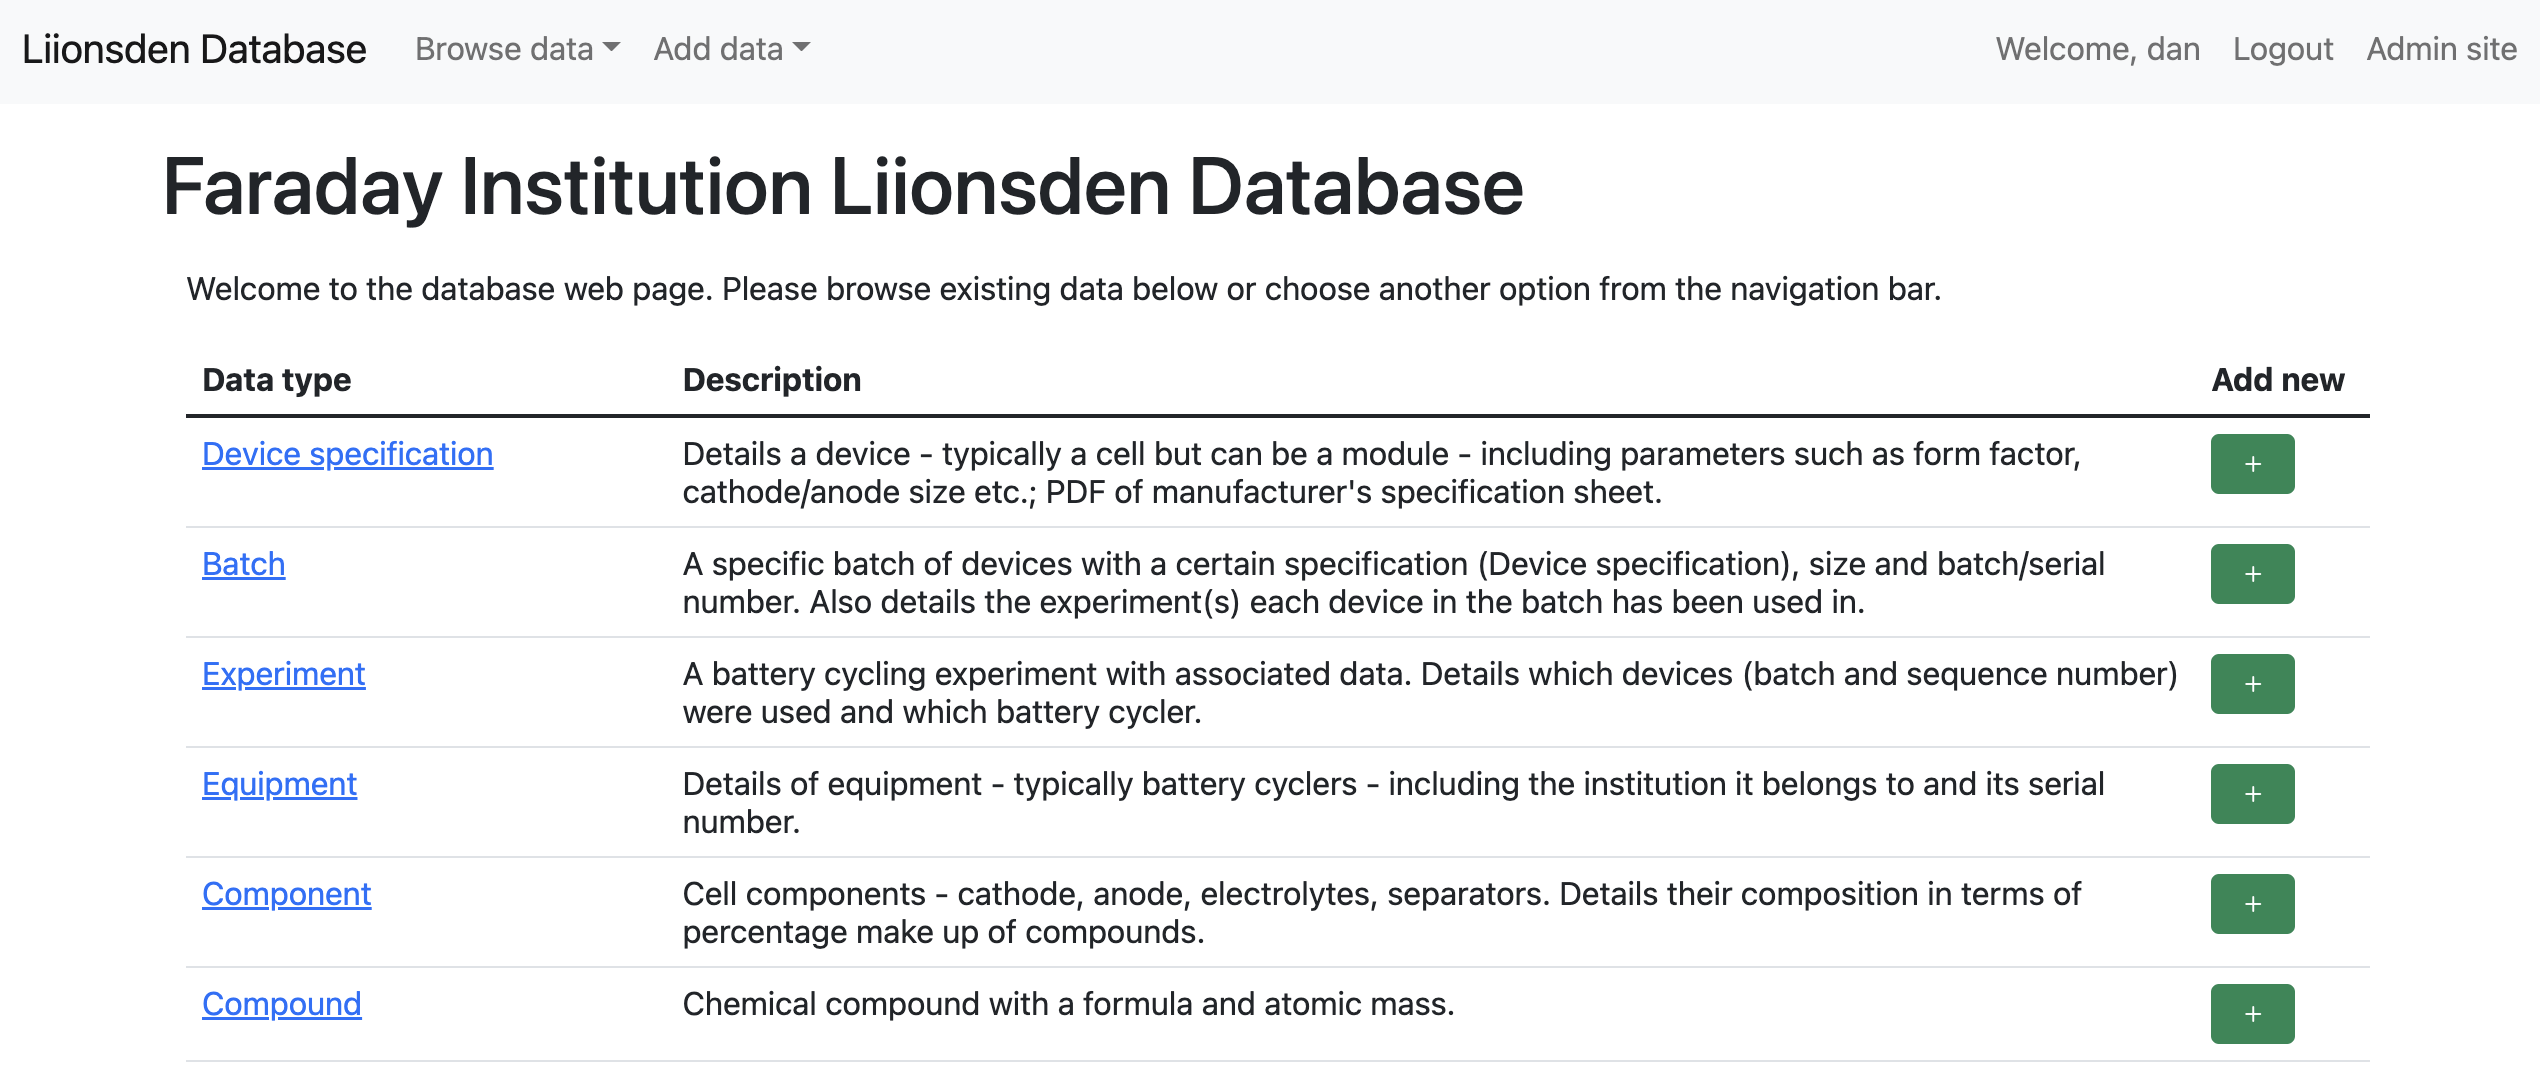 Liionsden Database Browse data Add data Welcome, dan Logout Admin site
Faraday Institution Liionsden Database
Welcome to the database web page. Please browse existing data below or choose another option from the navigation bar.
Data type Description Add new
Device specification Details a device - typically a cell but can be a module - including parameters such as form factor, +
cathode/anode size etc.; PDF of manufacturer's specification sheet.
Batch A specific batch of devices with a certain specification (Device specification), size and batch/serial +
number. Also details the experiment(s) each device in the batch has been used in.
Experiment A battery cycling experiment with associated data. Details which devices (batch and sequence number) +
were used and which battery cycler.
Equipment Details of equipment - typically battery cyclers - including the institution it belongs to and its serial +
number.
Component Cell components - cathode, anode, electrolytes, separators. Details their composition in terms of +
percentage make up of compounds.
Compound Chemical compound with a formula and atomic mass. +